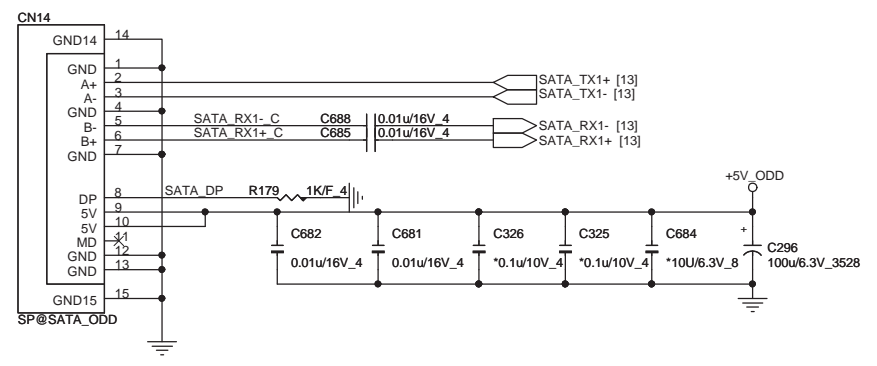 CN14
GND14 14
GND 1
A+ 2 SATA_TX1+ [13]
A- 3 SATA_TX1- [13]
GND 4
B- 5 SATA_RX1-_C C688 0.01u/16V_4 SATA_RX1- [13]
B+ 6 SATA_RX1+_C C685 0.01u/16V_4 SATA_RX1+ [13]
GND 7
+5V_ODD
DP 8 SATA_DP R179 1K/F_4
5V 9
5V 10
MD 11
GND 12
GND 13
+
C682 C681 C326 C325 C684 C296
0.01u/16V_4 0.01u/16V_4 *0.1u/10V_4 *0.1u/10V_4 *10U/6.3V_8 100u/6.3V_3528
GND15 15
SP@SATA_ODD